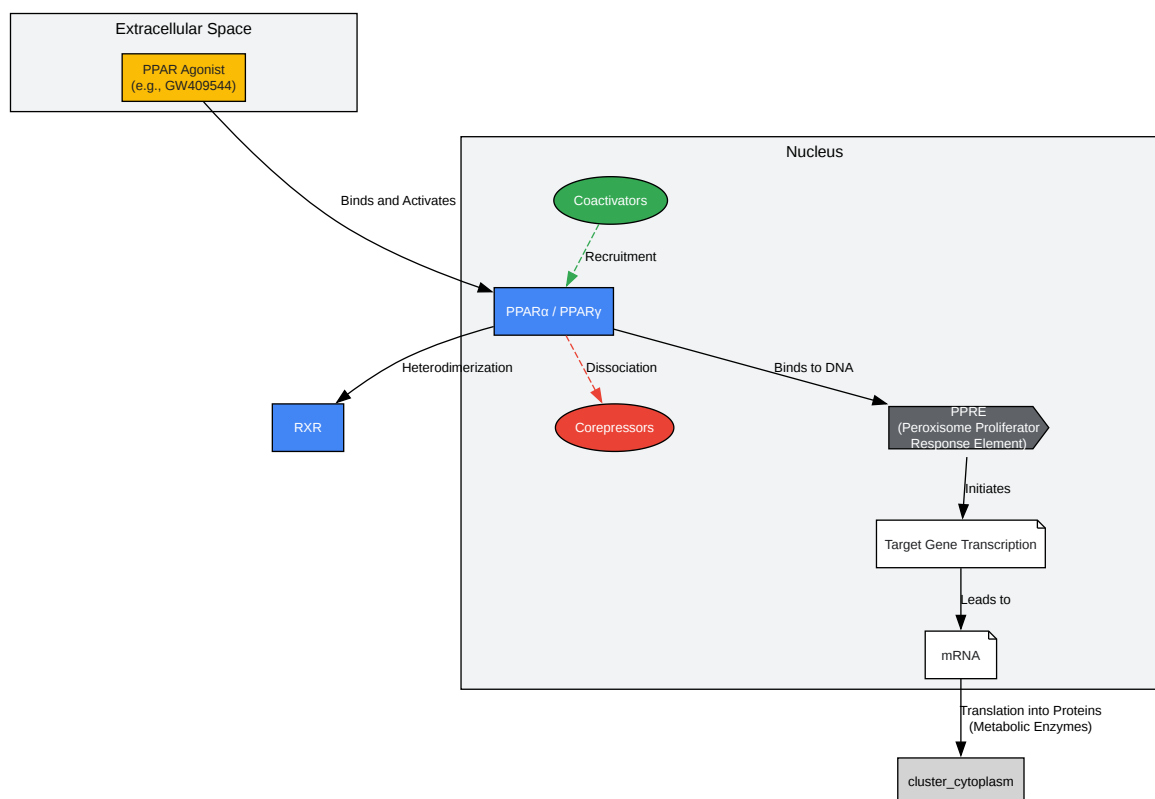 Extracellular Space
PPAR Agonist
(e.g., GW409544)
Nucleus
Binds and Activates
Coactivators
Recruitment
PPARα / PPARγ
Heterodimerization
Dissociation
Binds to DNA
RXR
Corepressors
PPRE
(Peroxisome Proliferator
Response Element)
Initiates
Target Gene Transcription
Leads to
mRNA
Translation into Proteins
(Metabolic Enzymes)
cluster_cytoplasm